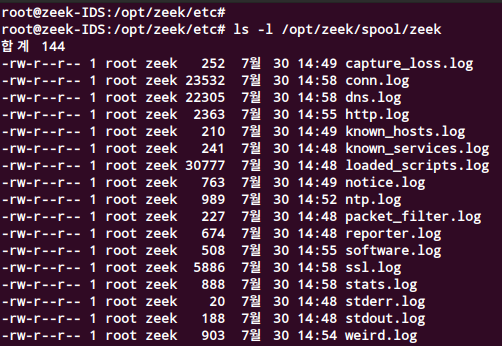 root@zeek-IDS:/opt/zeek/etc#
root@zeek-IDS:/opt/zeek/etc# ls -l /opt/zeek/spool/zeek
합계 144
-rw-r--r-- 1 root zeek   252  7월  30 14:49 capture_loss.log
-rw-r--r-- 1 root zeek 23532  7월  30 14:58 conn.log
-rw-r--r-- 1 root zeek 22305  7월  30 14:58 dns.log
-rw-r--r-- 1 root zeek  2363  7월  30 14:55 http.log
-rw-r--r-- 1 root zeek   210  7월  30 14:49 known_hosts.log
-rw-r--r-- 1 root zeek   241  7월  30 14:48 known_services.log
-rw-r--r-- 1 root zeek 30777  7월  30 14:48 loaded_scripts.log
-rw-r--r-- 1 root zeek   763  7월  30 14:49 notice.log
-rw-r--r-- 1 root zeek   989  7월  30 14:52 ntp.log
-rw-r--r-- 1 root zeek   227  7월  30 14:48 packet_filter.log
-rw-r--r-- 1 root zeek   674  7월  30 14:48 reporter.log
-rw-r--r-- 1 root zeek   508  7월  30 14:55 software.log
-rw-r--r-- 1 root zeek  5886  7월  30 14:58 ssl.log
-rw-r--r-- 1 root zeek   888  7월  30 14:58 stats.log
-rw-r--r-- 1 root zeek    20  7월  30 14:48 stderr.log
-rw-r--r-- 1 root zeek   188  7월  30 14:48 stdout.log
-rw-r--r-- 1 root zeek   903  7월  30 14:54 weird.log